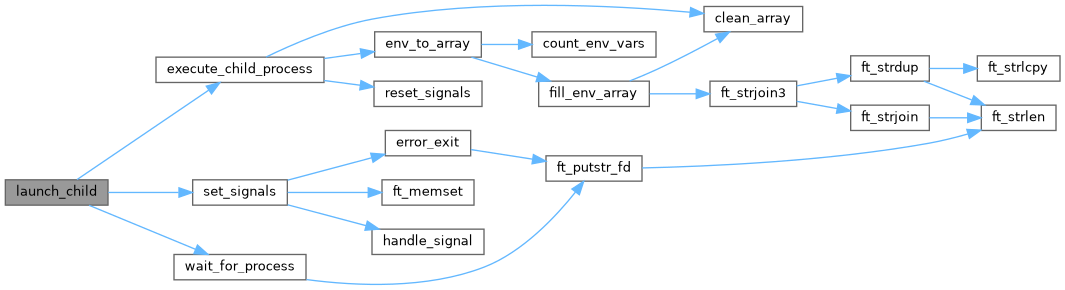 launch_child
execute_child_process
set_signals
wait_for_process
env_to_array
reset_signals
error_exit
ft_memset
handle_signal
count_env_vars
fill_env_array
ft_putstr_fd
clean_array
ft_strjoin3
ft_strdup
ft_strjoin
ft_strlcpy
ft_strlen